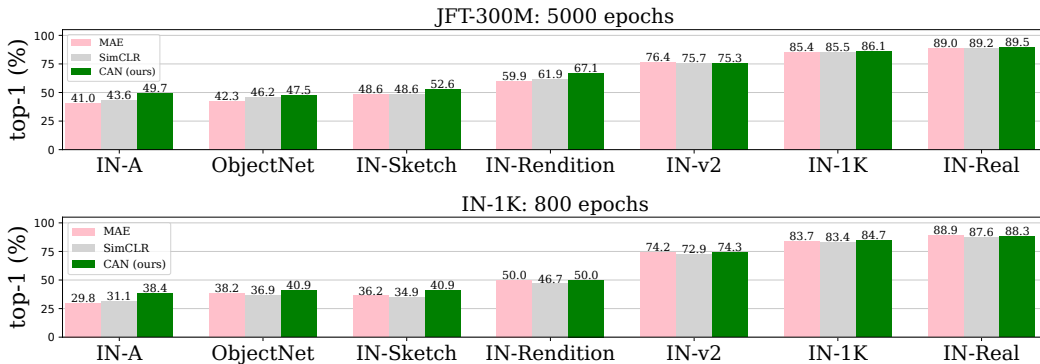 JFT-300M: 5000 epochs
top-1 (%)
100
75
50
25
0
MAE
SimCLR
CAN (ours)
41.0 43.6 49.7 42.3 46.2 47.5 48.6 48.6 52.6 59.9 61.9 67.1 76.4 75.7 75.3 85.4 85.5 86.1 89.0 89.2 89.5
IN-A ObjectNet IN-Sketch IN-Rendition IN-v2 IN-1K IN-Real
IN-1K: 800 epochs
top-1 (%)
100
75
50
25
0
MAE
SimCLR
CAN (ours)
29.8 31.1 38.4 38.2 36.9 40.9 36.2 34.9 40.9 50.0 46.7 50.0 74.2 72.9 74.3 83.7 83.4 84.7 88.9 87.6 88.3
IN-A ObjectNet IN-Sketch IN-Rendition IN-v2 IN-1K IN-Real